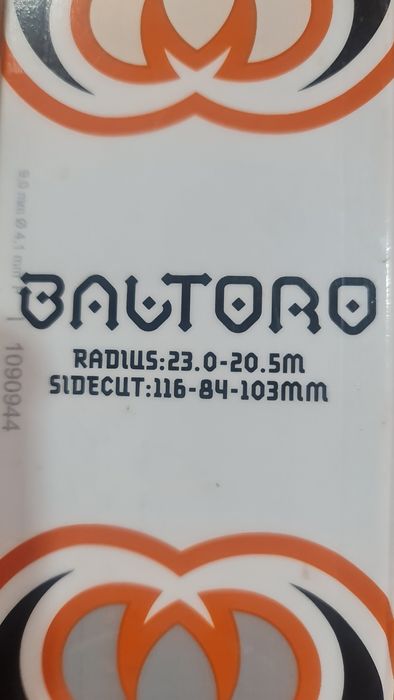 BALTORO
RADIUS:23.0-20.5M
SIDECUT:116-84-103MM
1090944